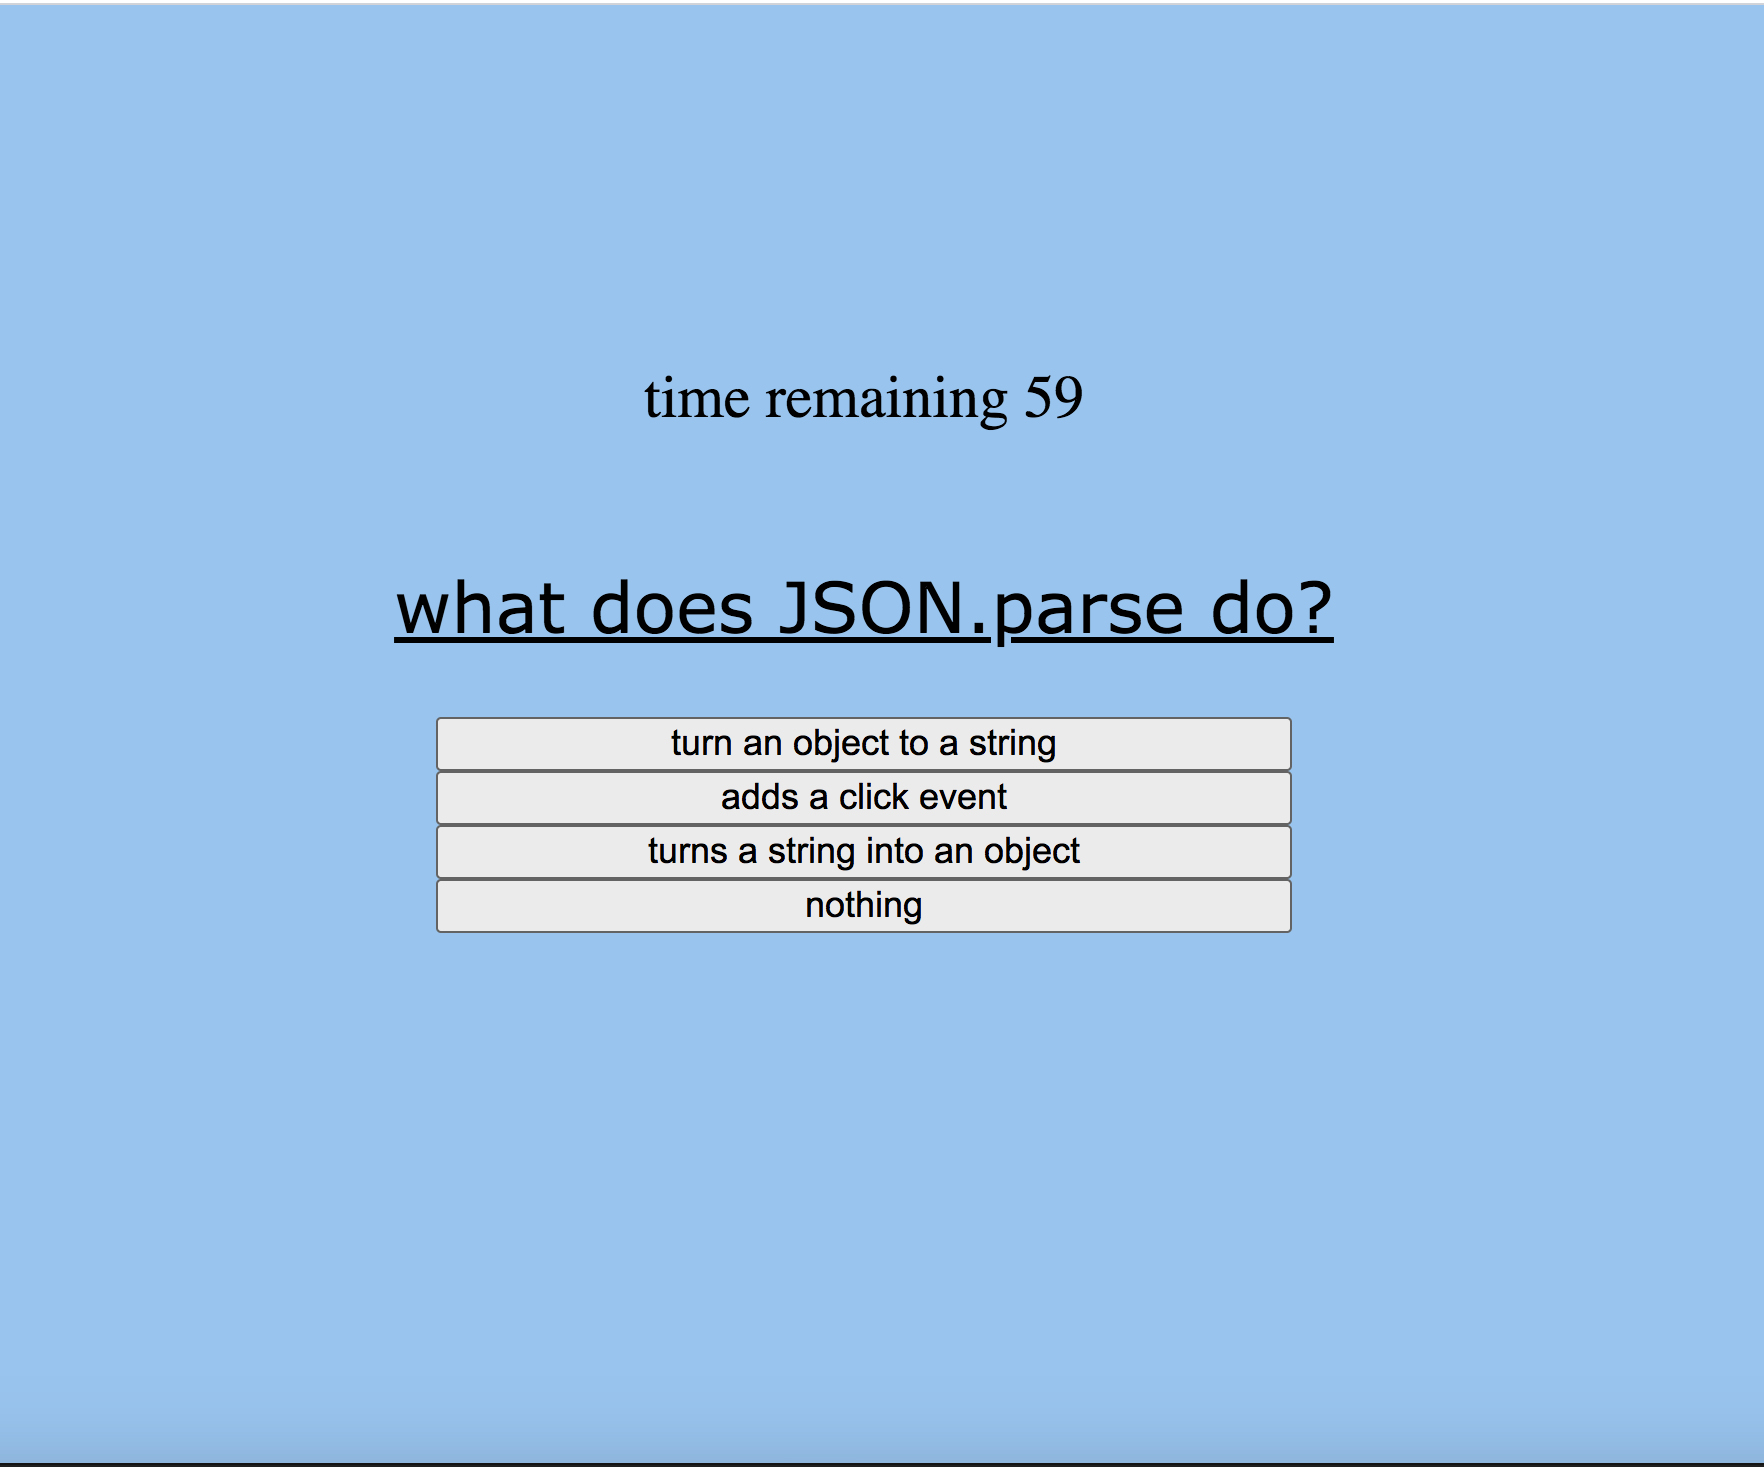 time remaining 59
what does JSON.parse do?
turn an object to a string
adds a click event
turns a string into an object
nothing